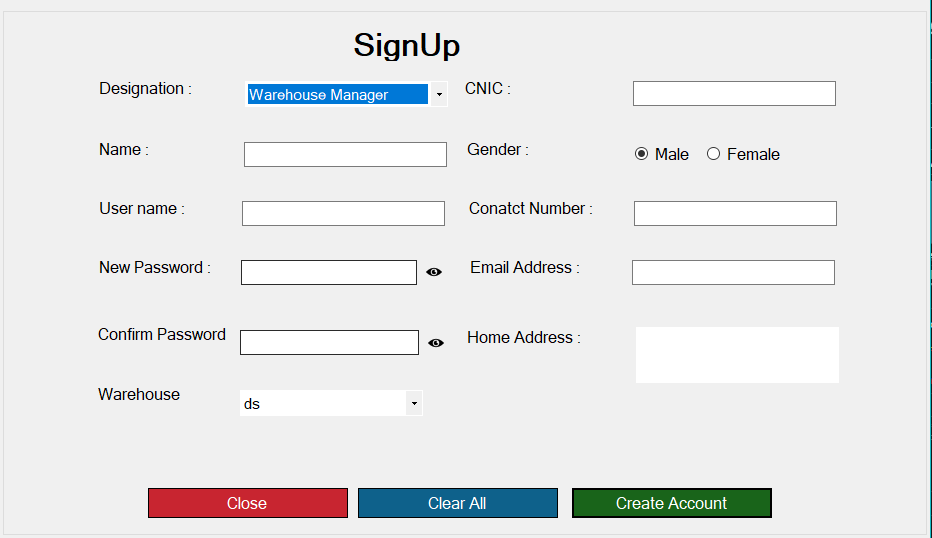 SignUp
Designation :
Warehouse Manager
CNIC :
Name :
Gender :
Male
Female
User name :
Conatct Number :
New Password :
Email Address :
Confirm Password
Home Address :
Warehouse
ds
Close
Clear All
Create Account